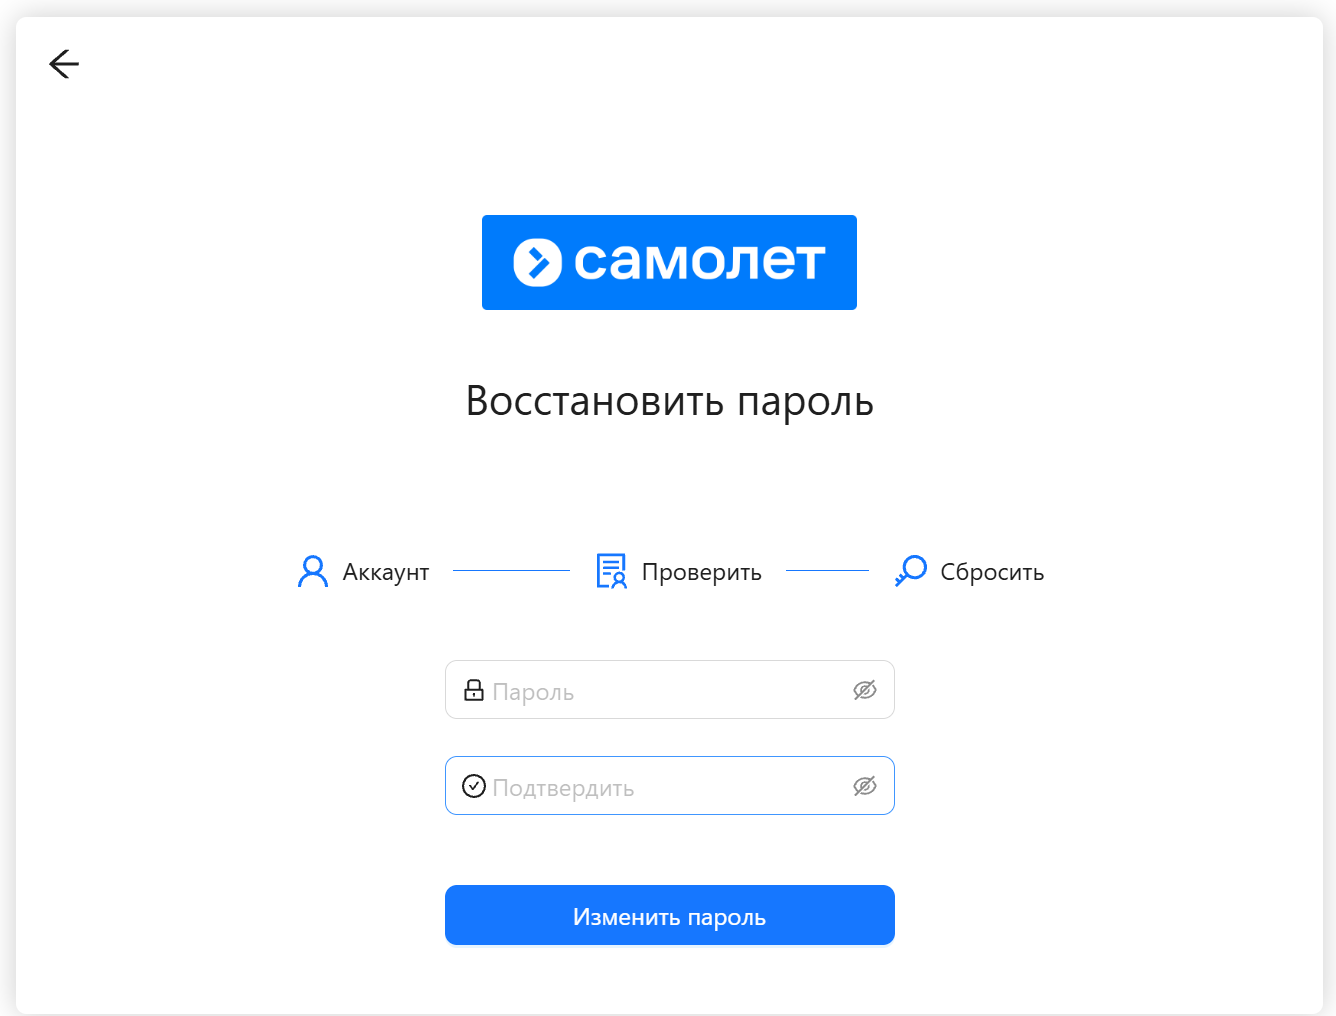 самолет
Восстановить пароль
Аккаунт
Проверить
Сбросить
Пароль
Подтвердить
Изменить пароль